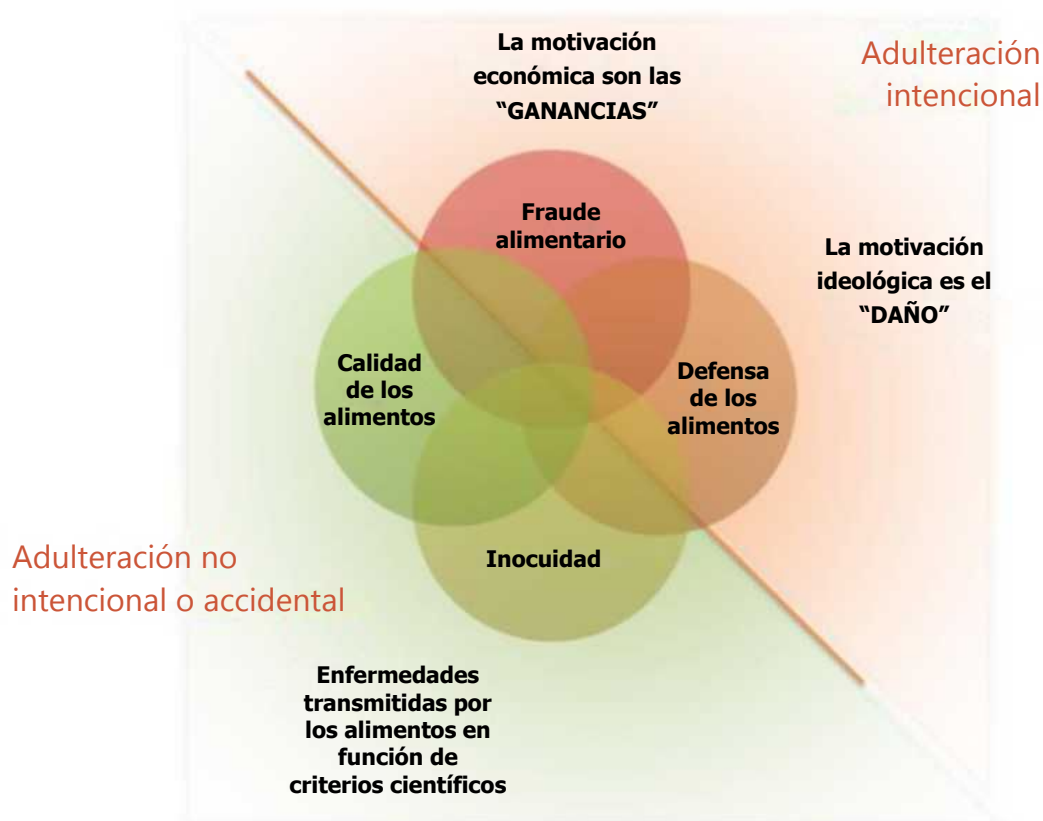 La motivación
económica son las
“GANANCIAS”
Adulteración
intencional
Fraude
alimentario
La motivación
ideológica es el
“DAÑO”
Calidad
de los
alimentos
Defensa
de los
alimentos
Inocuidad
Adulteración no
intencional o accidental
Enfermedades
transmitidas por
los alimentos en
función de
criterios científicos